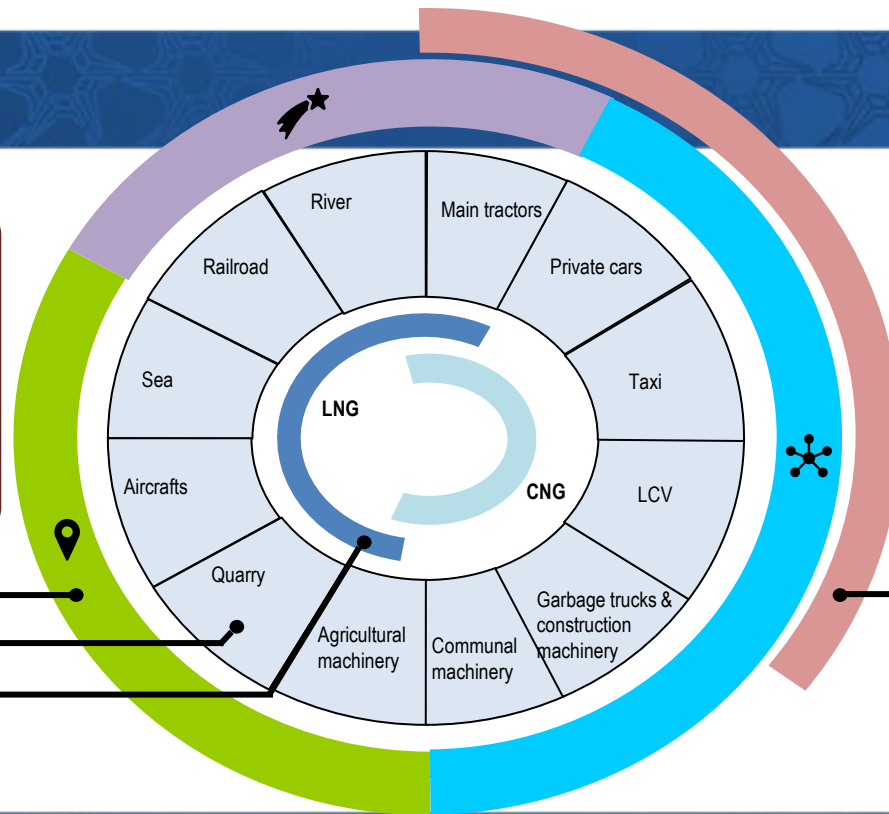 River
Main tractors
Railroad
Private cars
Sea
Taxi
LNG
Aircrafts
CNG
LCV
Quarry
Garbage trucks &
construction
machinery
Agricultural
machinery
Communal
machinery